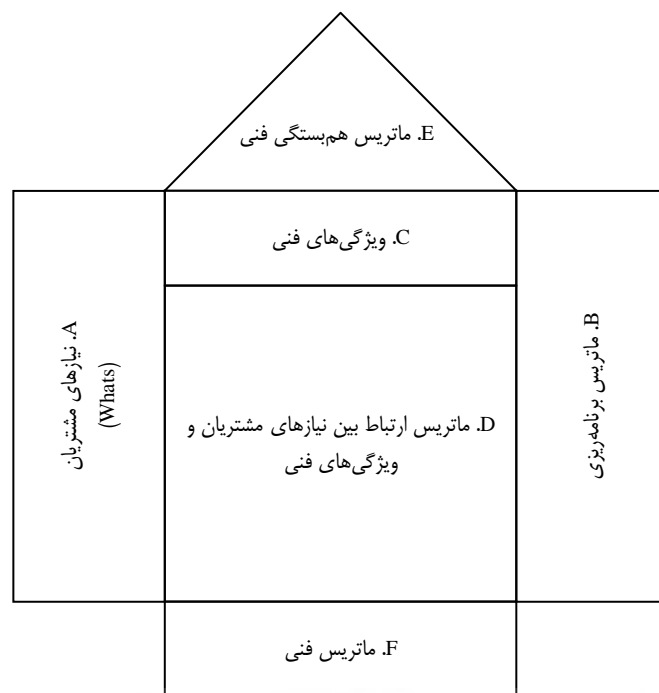 E. ماتریس هم‌بستگی فنی
C. ویژگی‌های فنی
A. نیازهای مشتریان
(Whats)
D. ماتریس ارتباط بین نیازهای مشتریان و
ویژگی‌های فنی
B. ماتریس برنامه‌ریزی
F. ماتریس فنی